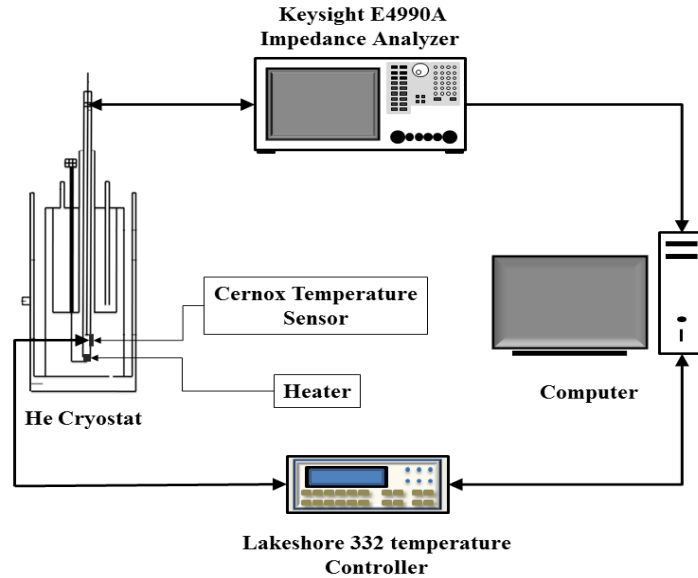 Keysight E4990A
Impedance Analyzer
Cernox Temperature
Sensor
Heater
He Cryostat
Computer
Lakeshore 332 temperature
Controller